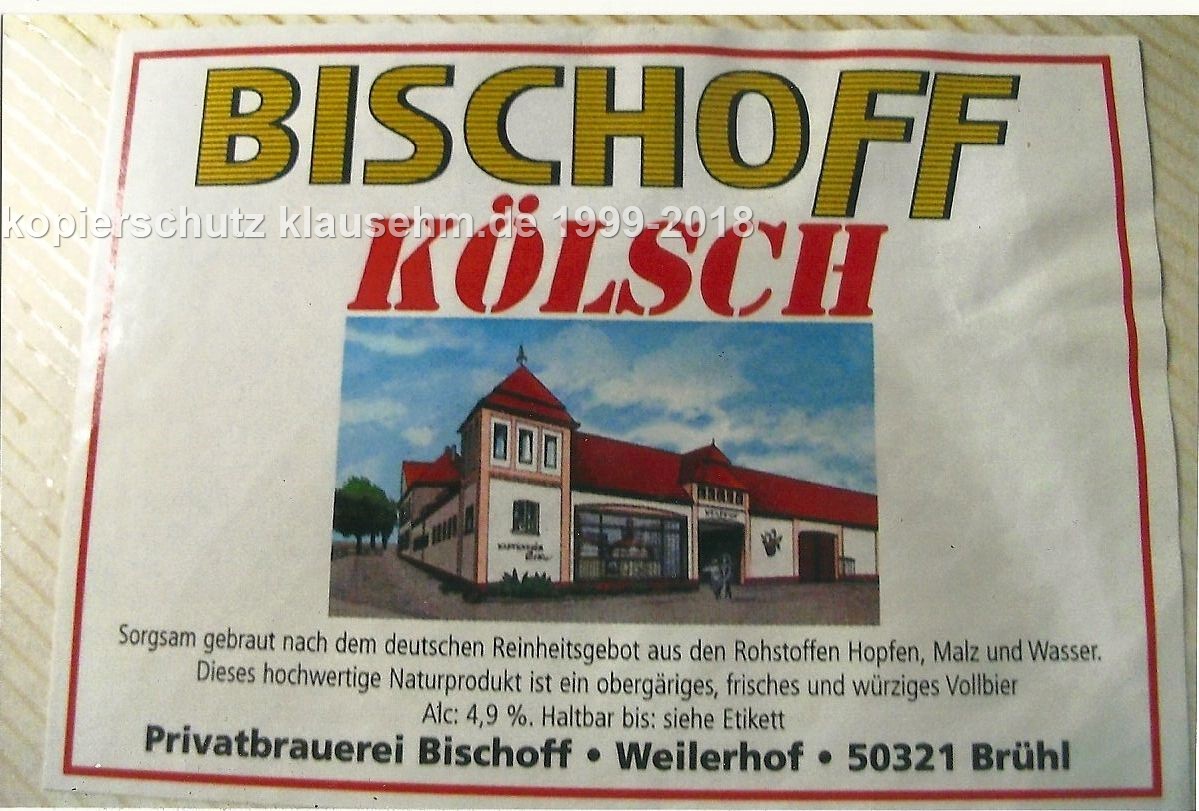 BISCHOFF
kopierschutz klausehm.de 1999-2018
KÖLSCH
Sorgsam gebraut nach dem deutschen Reinheitsgebot aus den Rohstoffen Hopfen, Malz und Wasser.
Dieses hochwertige Naturprodukt ist ein obergäriges, frisches und würziges Vollbier
Alc: 4,9 %. Haltbar bis: siehe Etikett
Privatbrauerei Bischoff • Weilerhof • 50321 Brühl